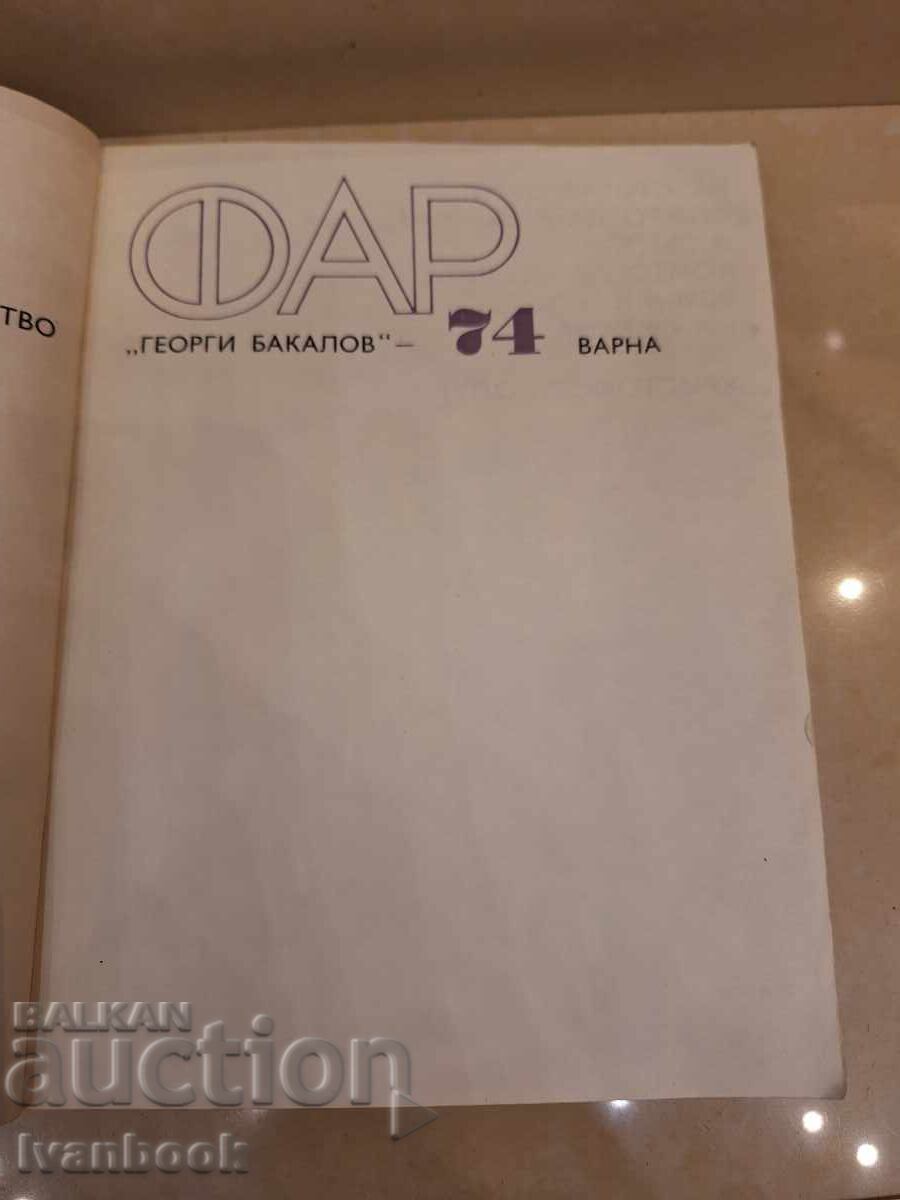 ТВО
ФАР
„ГЕОРГИ БАКАЛОВ“ – 74 ВАРНА
BALKAN
auction
Ivanbook